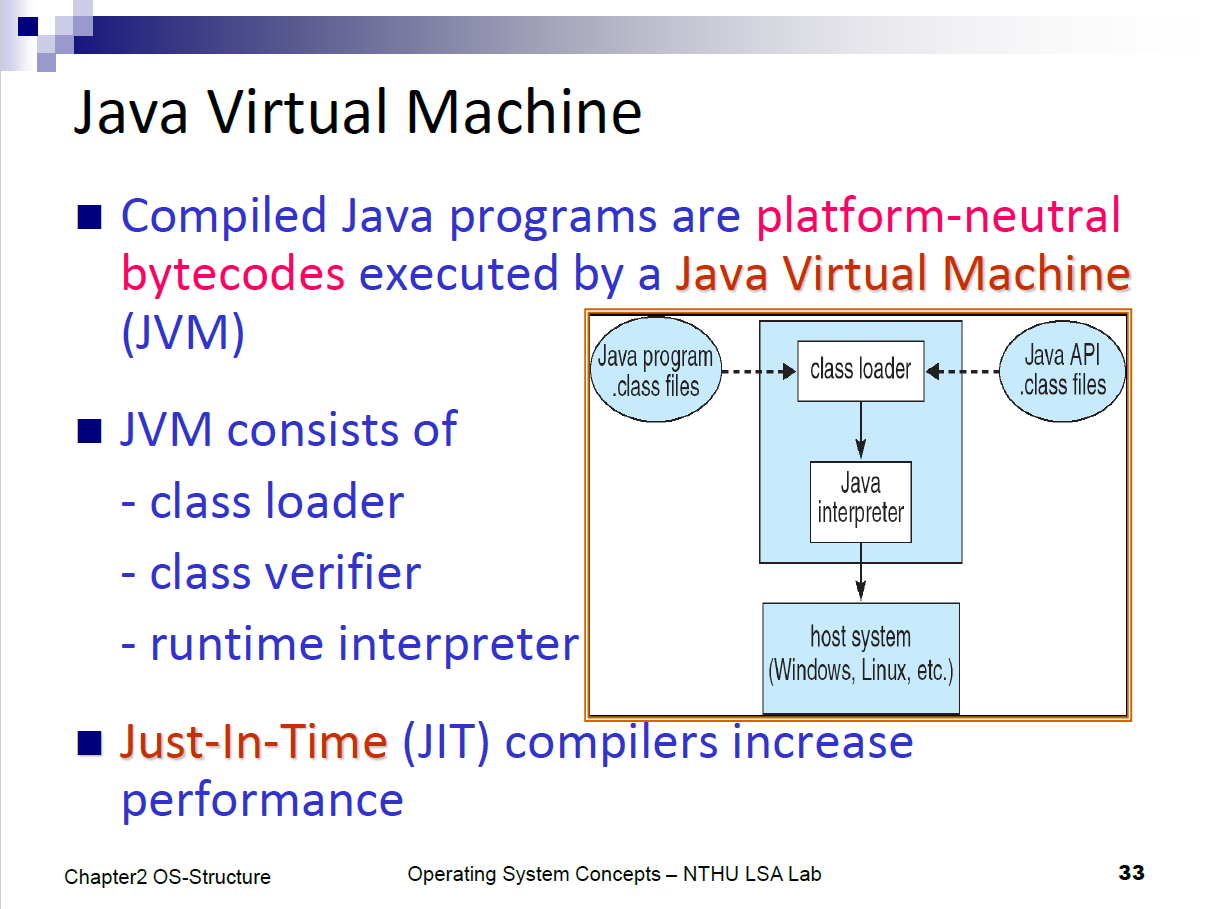 Java Virtual Machine
Compiled Java programs are platform-neutral
bytecodes executed by a Java Virtual Machine
(JVM)
JVM consists of
- class loader
- class verifier
- runtime interpreter
Java program
.class files
class loader
Java API
.class files
Java
interpreter
host system
(Windows, Linux, etc.)
Just-In-Time (JIT) compilers increase
performance
Chapter2 OS-Structure
Operating System Concepts – NTHU LSA Lab
33